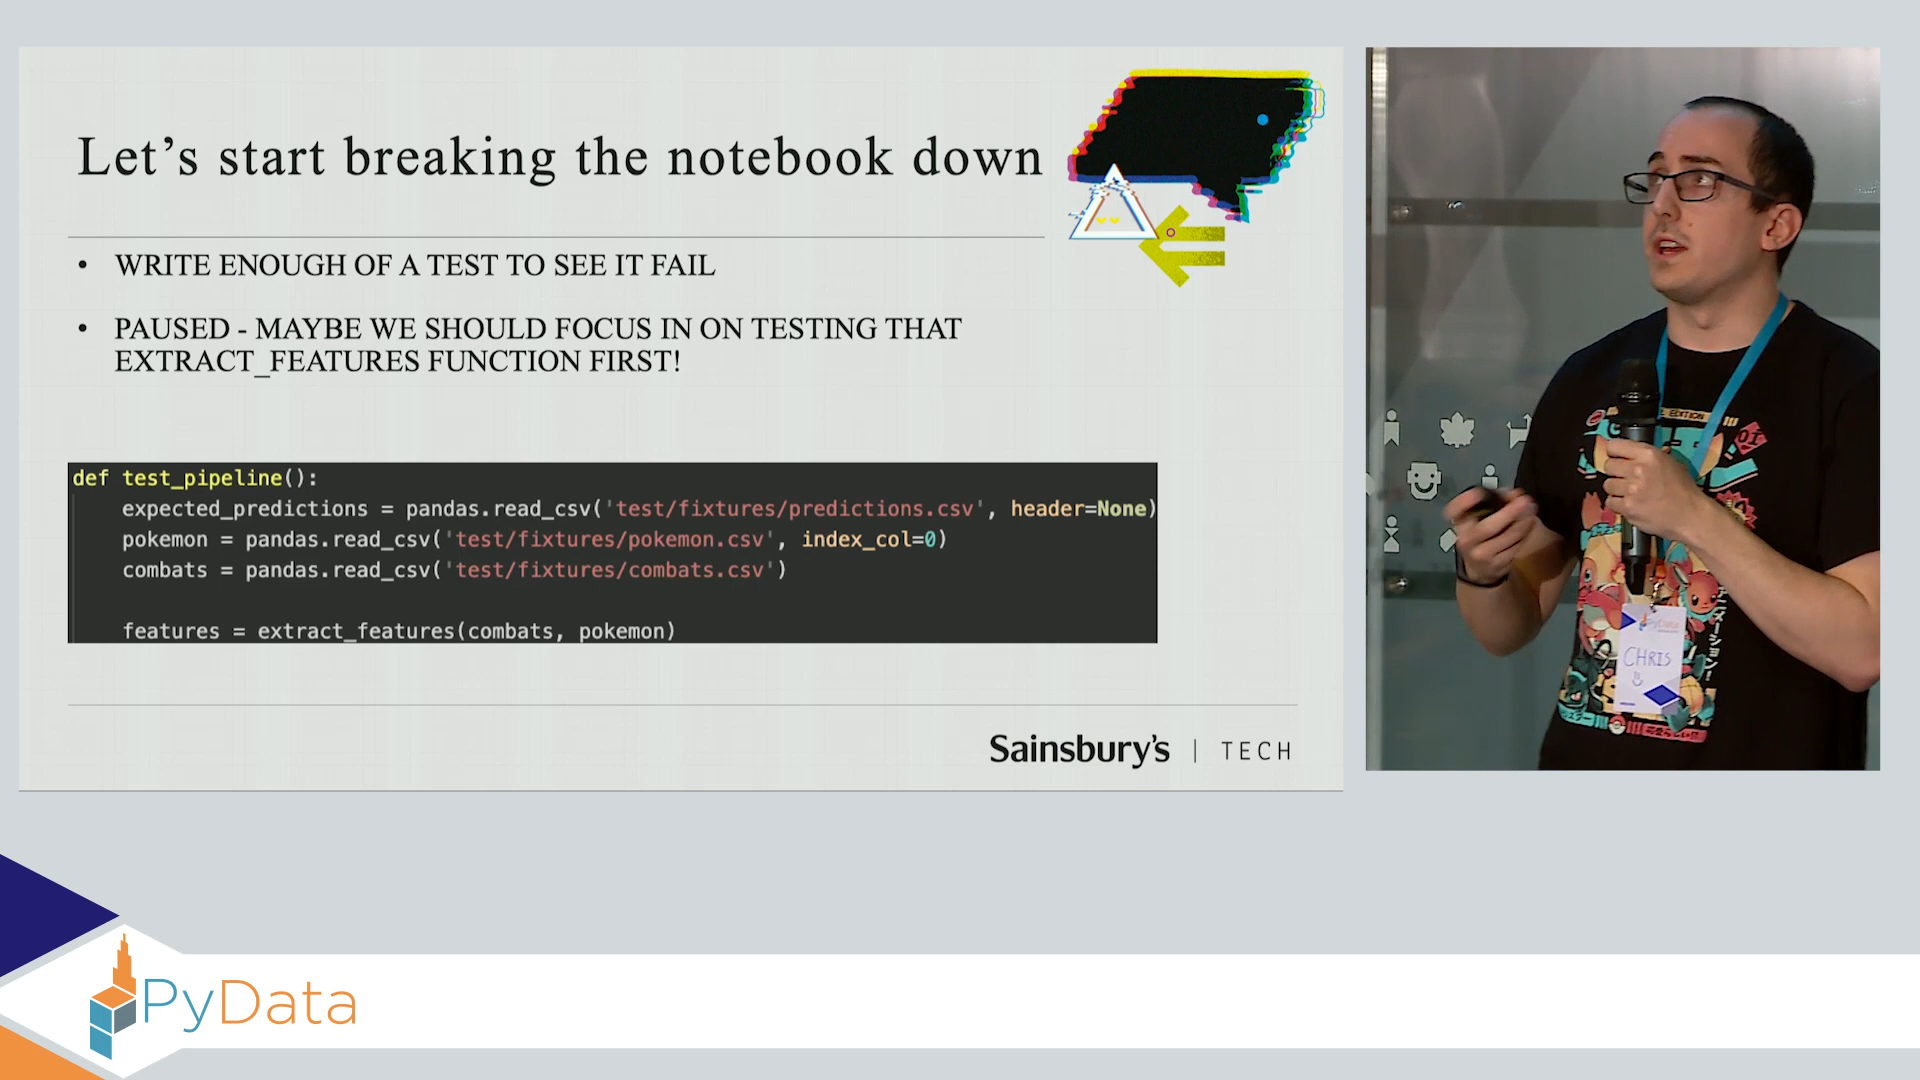 Let’s start breaking the notebook down
• WRITE ENOUGH OF A TEST TO SEE IT FAIL
• PAUSED - MAYBE WE SHOULD FOCUS IN ON TESTING THAT
EXTRACT_FEATURES FUNCTION FIRST!
def test_pipeline():
    expected_predictions = pandas.read_csv('test/fixtures/predictions.csv', header=None)
    pokemon = pandas.read_csv('test/fixtures/pokemon.csv', index_col=0)
    combats = pandas.read_csv('test/fixtures/combats.csv')
    features = extract_features(combats, pokemon)
Sainsbury’s | TECH
EDITION
01
PyData
CHRIS
PyData